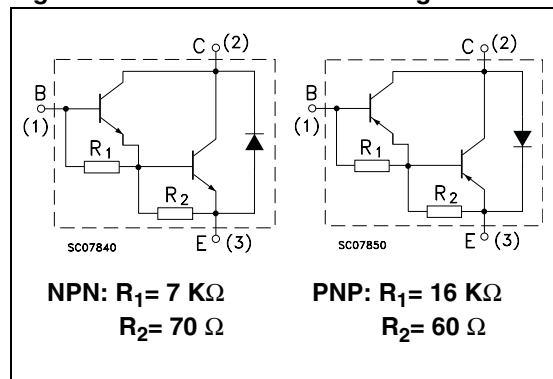 C (2)
B
(1)
R1
R2
E (3)
SC07840
C (2)
B
(1)
R1
R2
E (3)
SC07850
NPN: R1= 7 KΩ
R2= 70 Ω
PNP: R1= 16 KΩ
R2= 60 Ω